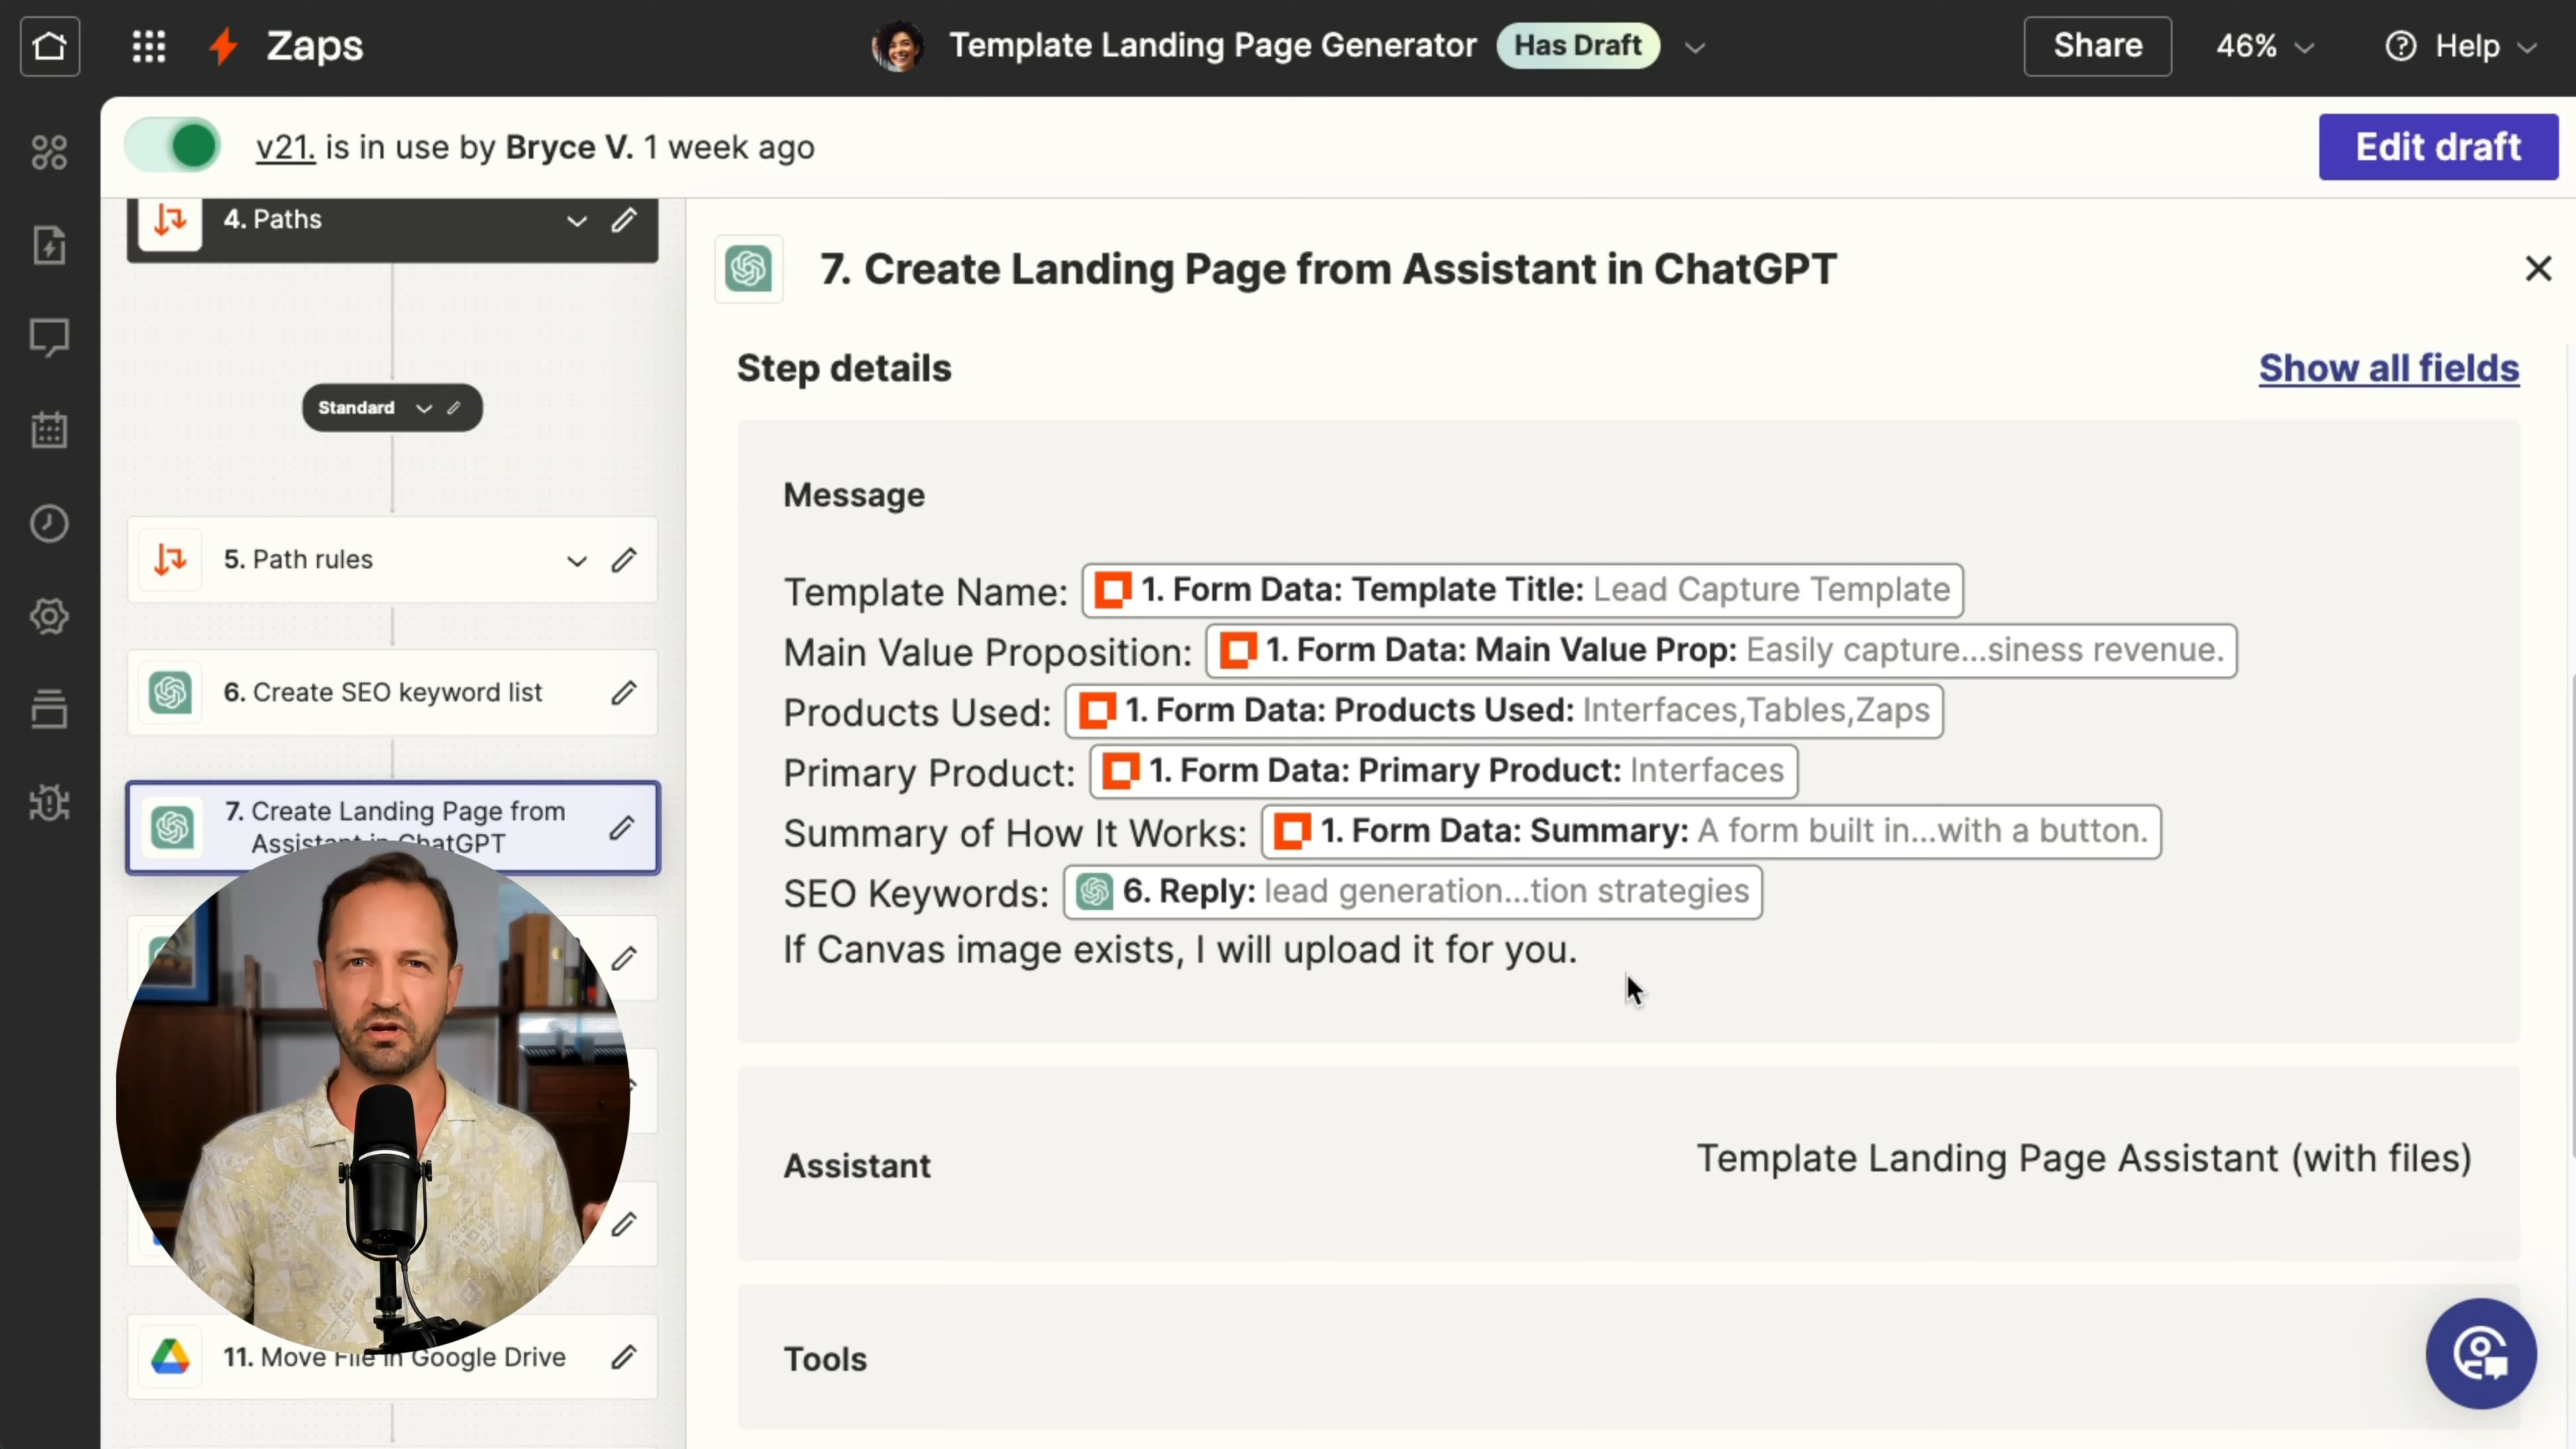 Zaps
Template Landing Page Generator
Has Draft
Share
46%
Help
v21. is in use by Bryce V. 1 week ago
Edit draft
4. Paths
Standard
5. Path rules
6. Create SEO keyword list
7. Create Landing Page from
Assistant in ChatGPT
11. Move File in Google Drive
7. Create Landing Page from Assistant in ChatGPT
Step details
Show all fields
Message
Template Name: 1. Form Data: Template Title: Lead Capture Template
Main Value Proposition: 1. Form Data: Main Value Prop: Easily capture...siness revenue.
Products Used: 1. Form Data: Products Used: Interfaces,Tables,Zaps
Primary Product: 1. Form Data: Primary Product: Interfaces
Summary of How It Works: 1. Form Data: Summary: A form built in...with a button.
SEO Keywords: 6. Reply: lead generation...tion strategies
If Canvas image exists, I will upload it for you.
Assistant
Template Landing Page Assistant (with files)
Tools